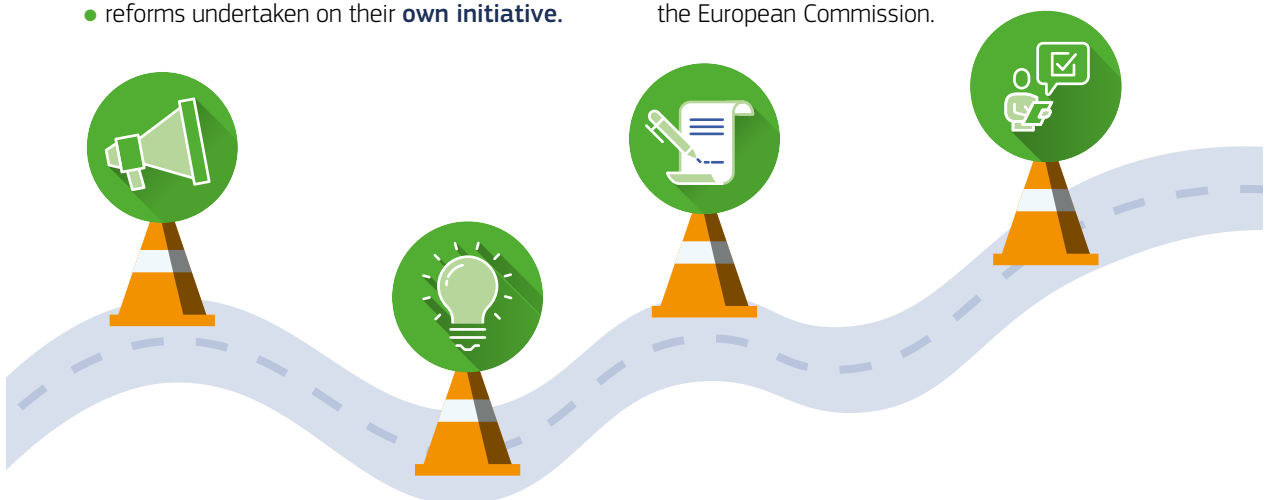 reforms undertaken on their own initiative.
the European Commission.